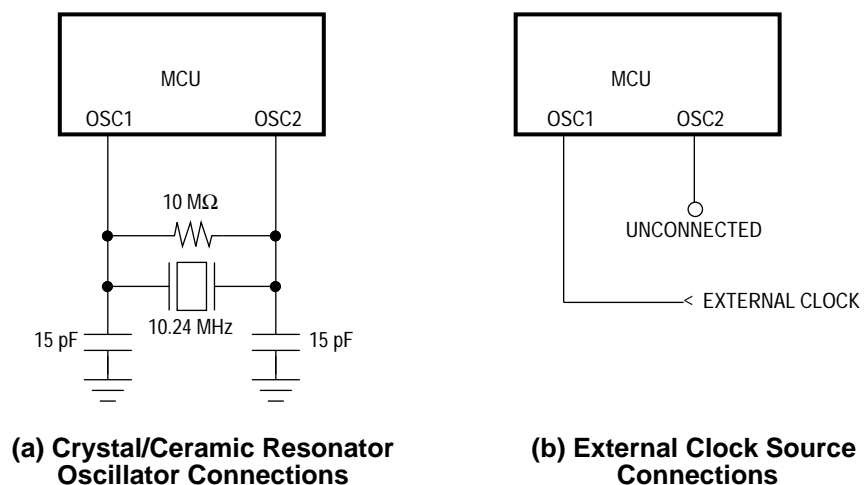 MCU
OSC1 OSC2
10 MΩ
10.24 MHz
15 pF 15 pF
(a) Crystal/Ceramic Resonator
Oscillator Connections
MCU
OSC1 OSC2
UNCONNECTED
< EXTERNAL CLOCK
(b) External Clock Source
Connections